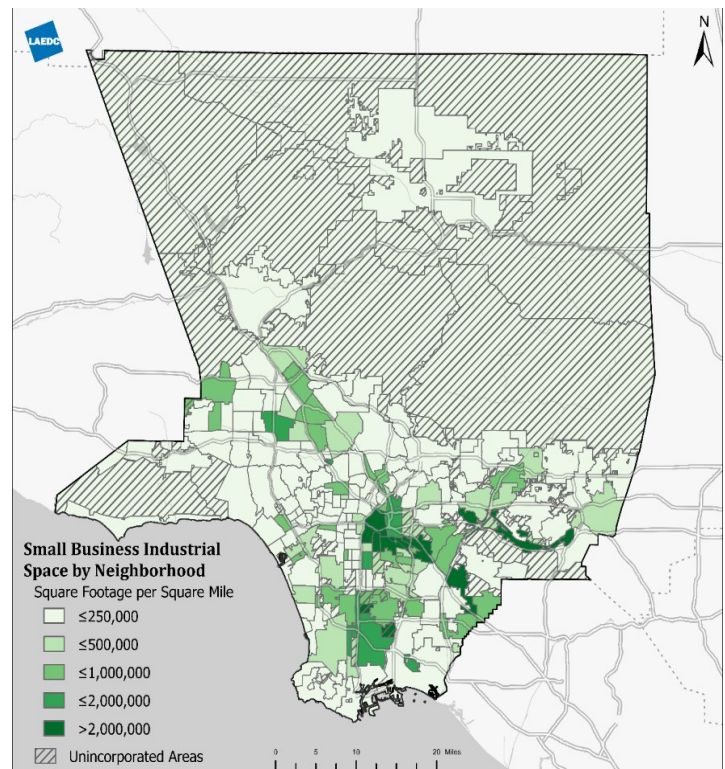 LAEDC
N
Small Business Industrial
Space by Neighborhood
Square Footage per Square Mile
≤250,000
≤500,000
≤1,000,000
≤2,000,000
>2,000,000
Unincorporated Areas
0 5 10 20 Miles